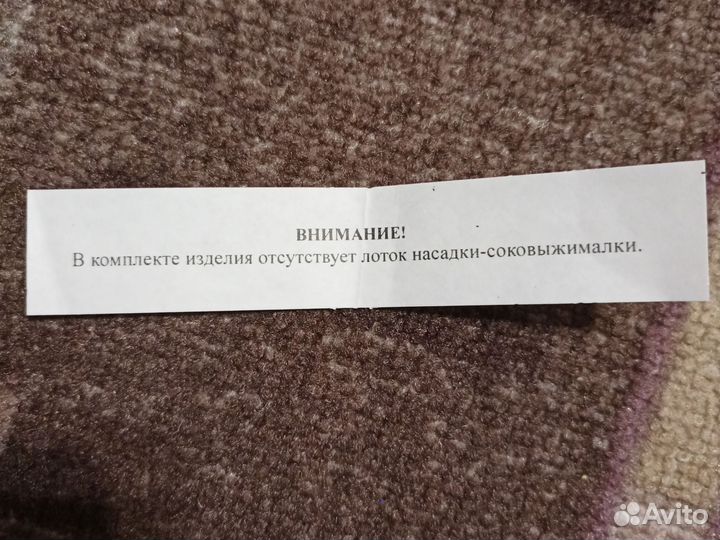 ВНИМАНИЕ!
В комплекте изделия отсутствует лоток насадки-соковыжималки.
Avito